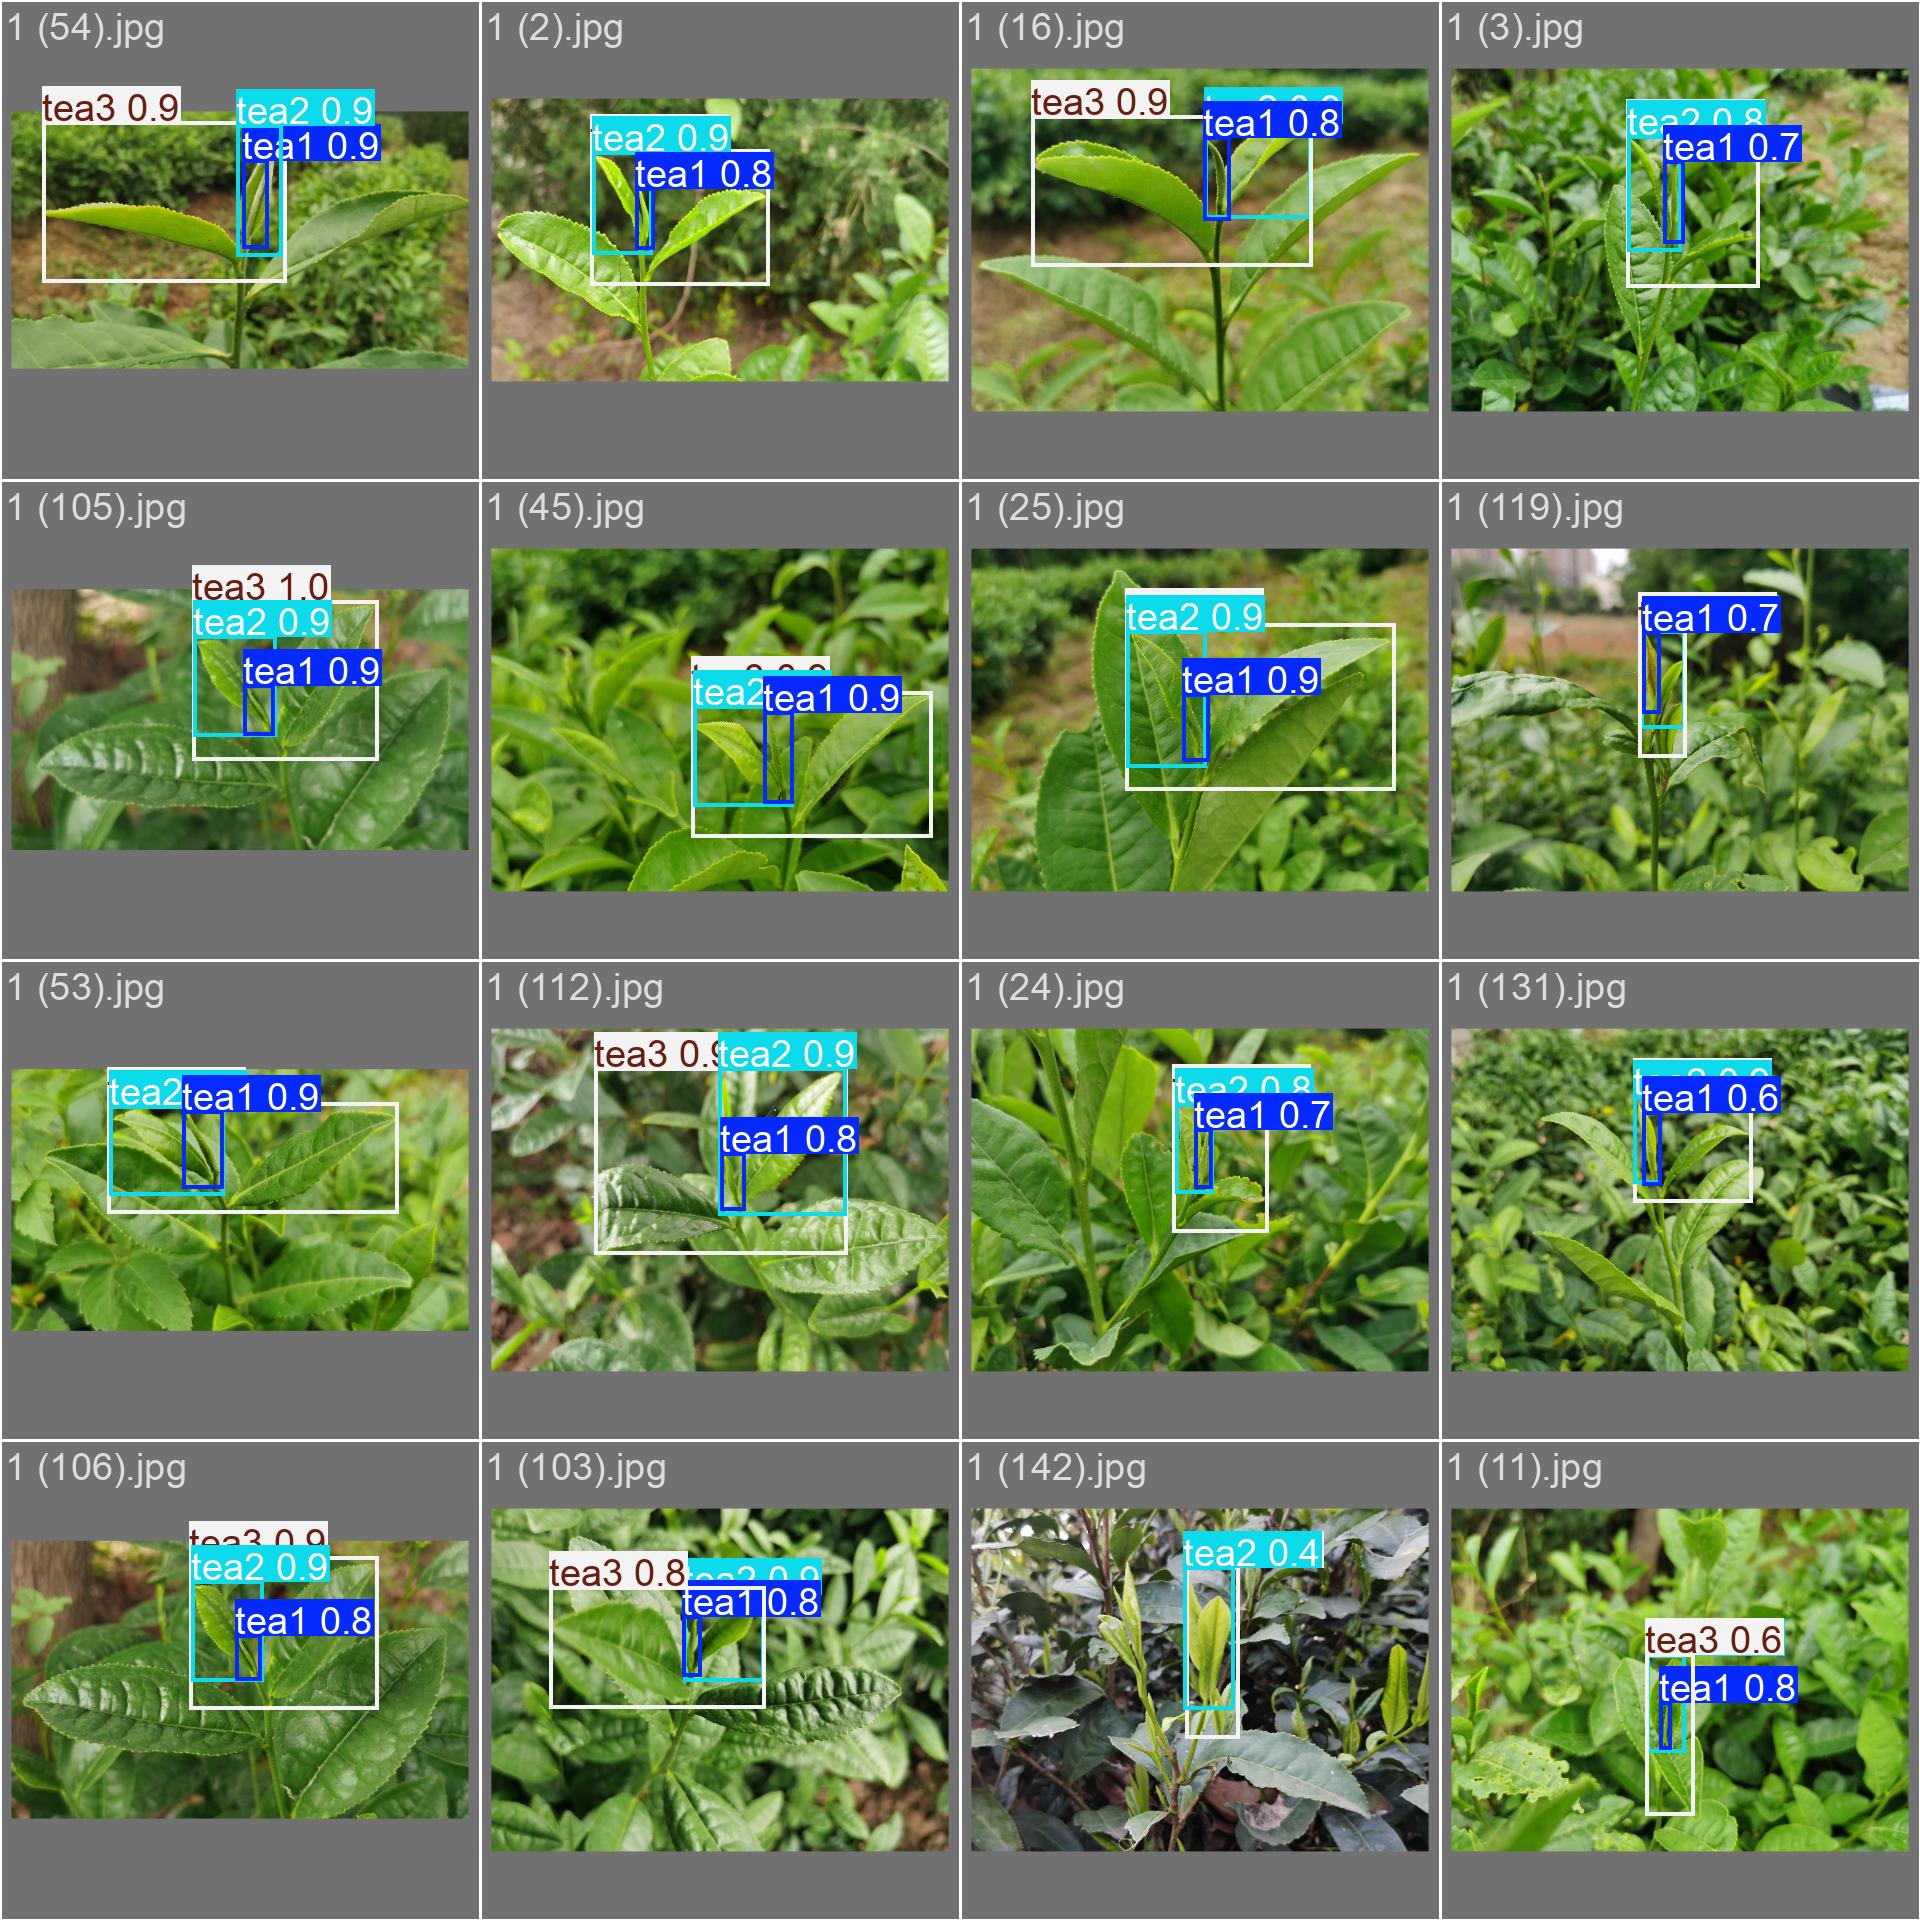 1 (54).jpg
tea3 0.9
tea2 0.9
tea1 0.9
1 (2).jpg
tea2 0.9
tea1 0.8
1 (16).jpg
tea3 0.9
tea1 0.8
1 (3).jpg
tea2 0.8
tea1 0.7
1 (105).jpg
tea3 1.0
tea2 0.9
tea1 0.9
1 (45).jpg
tea2
tea1 0.9
1 (25).jpg
tea2 0.9
tea1 0.9
1 (119).jpg
tea1 0.7
1 (53).jpg
tea2
tea1 0.9
1 (112).jpg
tea3 0.9
tea2 0.9
tea1 0.8
1 (24).jpg
tea2 0.8
tea1 0.7
1 (131).jpg
tea1 0.6
1 (106).jpg
tea3 0.9
tea2 0.9
tea1 0.8
1 (103).jpg
tea3 0.8
tea2 0.9
tea1 0.8
1 (142).jpg
tea2 0.4
1 (11).jpg
tea3 0.6
tea1 0.8